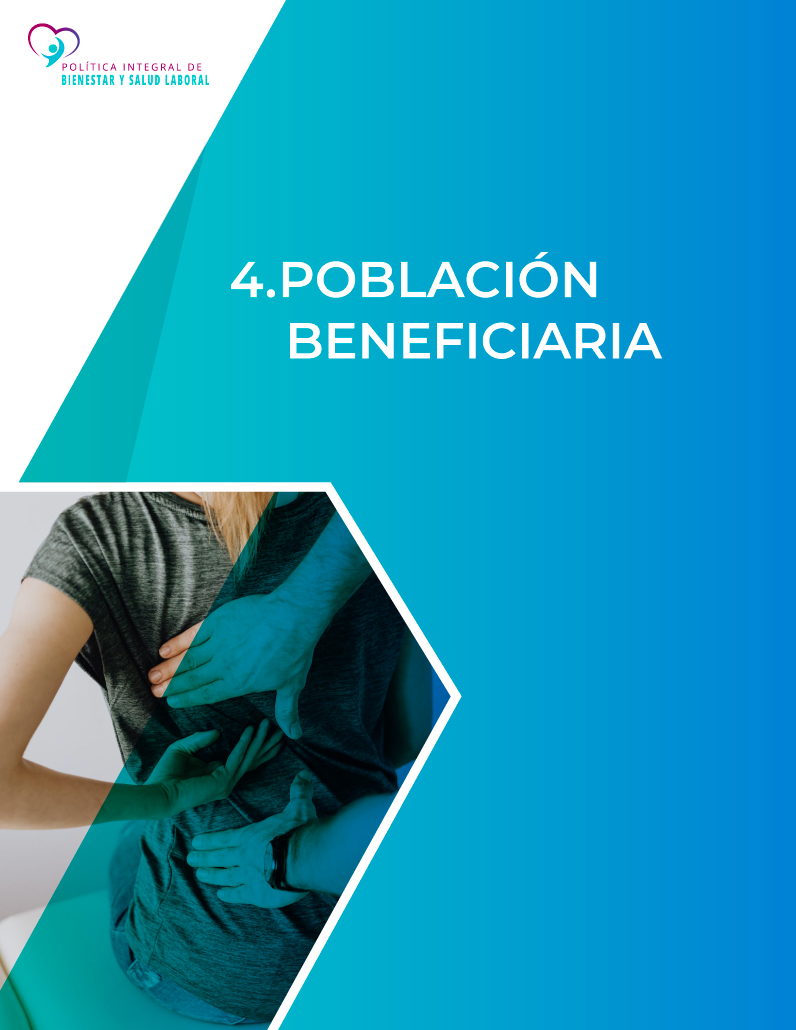 POLÍTICA INTEGRAL DE
BIENESTAR Y SALUD LABORAL
4.POBLACIÓN
BENEFICIARIA